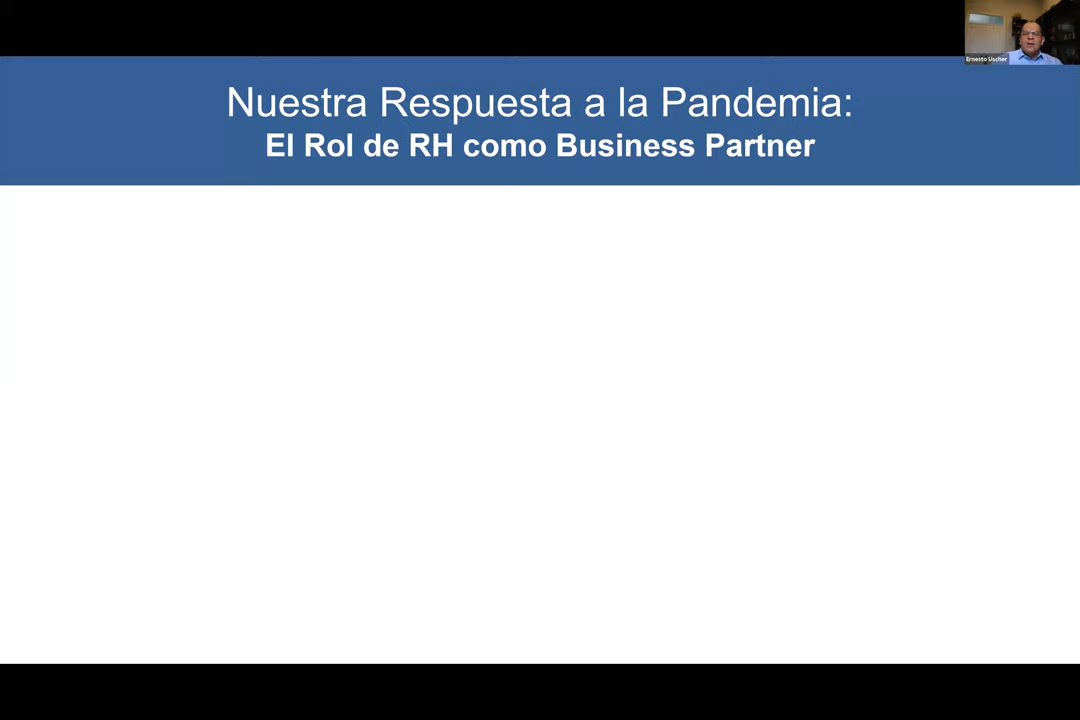 Nuestra Respuesta a la Pandemia:
El Rol de RH como Business Partner
Ernesto Uscher